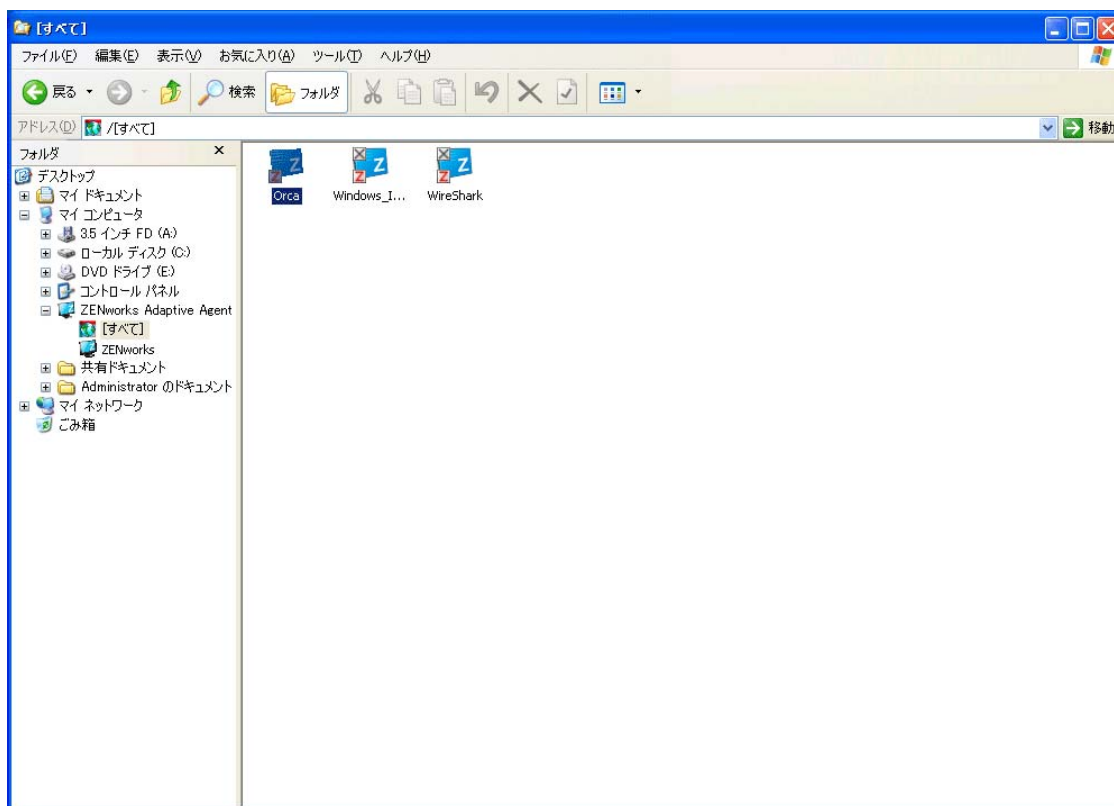 [すべて]
ファイル(F) 編集(E) 表示(V) お気に入り(A) ツール(T) ヘルプ(H)
戻る 検索 フォルダ
アドレス(D) /[すべて] 移動
フォルダ x
デスクトップ
マイ ドキュメント
マイ コンピュータ
3.5 インチ FD (A:)
ローカル ディスク (C:)
DVD ドライブ (E:)
コントロール パネル
ZENworks Adaptive Agent
[すべて]
ZENworks
共有ドキュメント
Administrator のドキュメント
マイ ネットワーク
ごみ箱
Orca Windows_I... WireShark